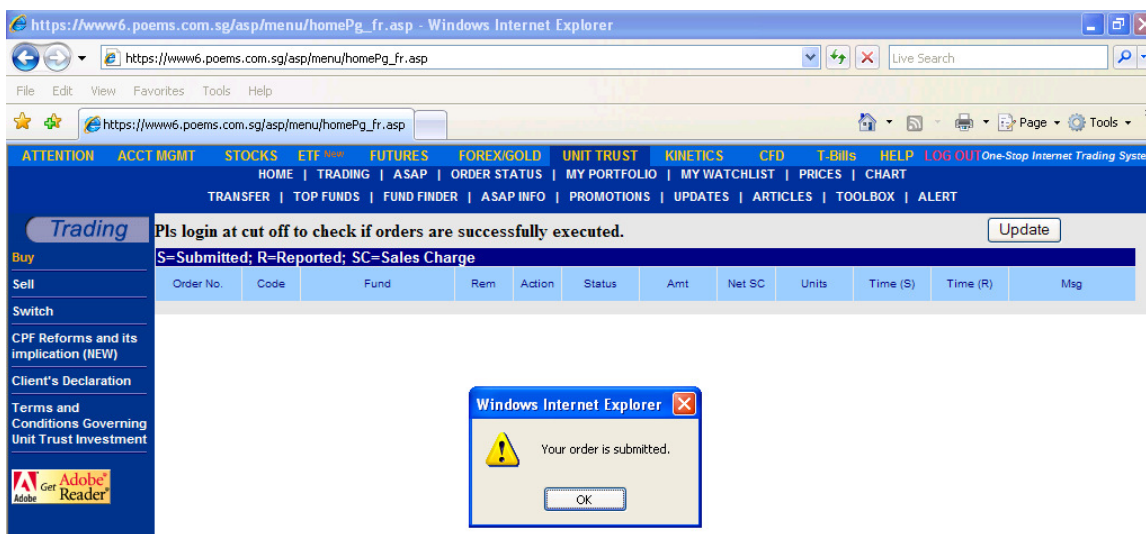 https://www6.poems.com.sg/asp/menu/homePg_fr.asp - Windows Internet Explorer
https://www6.poems.com.sg/asp/menu/homePg_fr.asp Live Search
File Edit View Favorites Tools Help
https://www6.poems.com.sg/asp/menu/homePg_fr.asp Page Tools
ATTENTION ACCT MGMT STOCKS ETF New FUTURES FOREX/GOLD UNIT TRUST KINETICS CFD T-Bills HELP LOG OUT One-Stop Internet Trading Syste
HOME | TRADING | ASAP | ORDER STATUS | MY PORTFOLIO | MY WATCHLIST | PRICES | CHART
TRANSFER | TOP FUNDS | FUND FINDER | ASAP INFO | PROMOTIONS | UPDATES | ARTICLES | TOOLBOX | ALERT
Trading
Pls login at cut off to check if orders are successfully executed. Update
Buy
S=Submitted; R=Reported; SC=Sales Charge
Sell
Order No. Code Fund Rem Action Status Amt Net SC Units Time (S) Time (R) Msg
Switch
CPF Reforms and its
implication (NEW)
Client's Declaration
Terms and
Conditions Governing
Unit Trust Investment
Adobe Get Adobe®
Reader®
Windows Internet Explorer
Your order is submitted.
OK